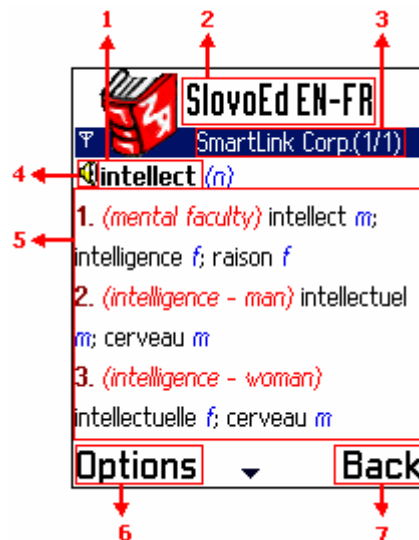 1 2 3
SlovoEd EN-FR
SmartLink Corp.(1/1)
4 intellect (n)
1. (mental faculty) intellect m;
5 intelligence f; raison f
2. (intelligence - man) intellectuel
m; cerveau m
3. (intelligence - woman)
intellectuelle f; cerveau m
Options Back
6 7